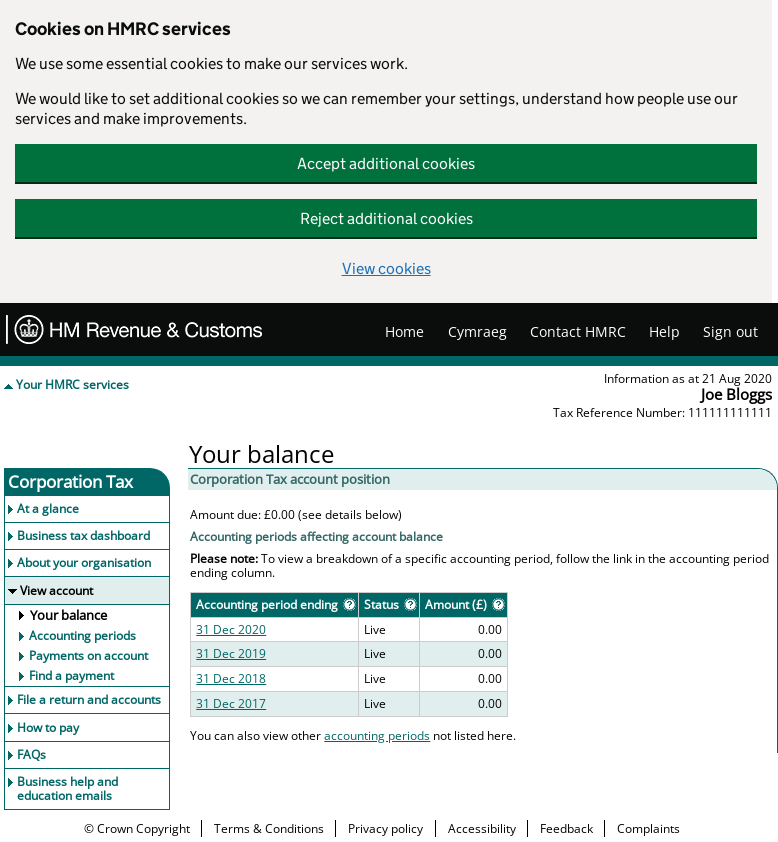 Cookies on HMRC services
We use some essential cookies to make our services work.
We would like to set additional cookies so we can remember your settings, understand how people use our
services and make improvements.
Accept additional cookies
Reject additional cookies
View cookies
HM Revenue & Customs
Home Cymraeg Contact HMRC Help Sign out
Your HMRC services
Information as at 21 Aug 2020
Joe Bloggs
Tax Reference Number: 111111111111
Corporation Tax
At a glance
Business tax dashboard
About your organisation
View account
Your balance
Accounting periods
Payments on account
Find a payment
File a return and accounts
How to pay
FAQs
Business help and
education emails
Your balance
Corporation Tax account position
Amount due: £0.00 (see details below)
Accounting periods affecting account balance
Please note: To view a breakdown of a specific accounting period, follow the link in the accounting period
ending column.
Accounting period ending ? Status ? Amount (£) ?
31 Dec 2020 Live 0.00
31 Dec 2019 Live 0.00
31 Dec 2018 Live 0.00
31 Dec 2017 Live 0.00
You can also view other accounting periods not listed here.
© Crown Copyright Terms & Conditions Privacy policy Accessibility Feedback Complaints